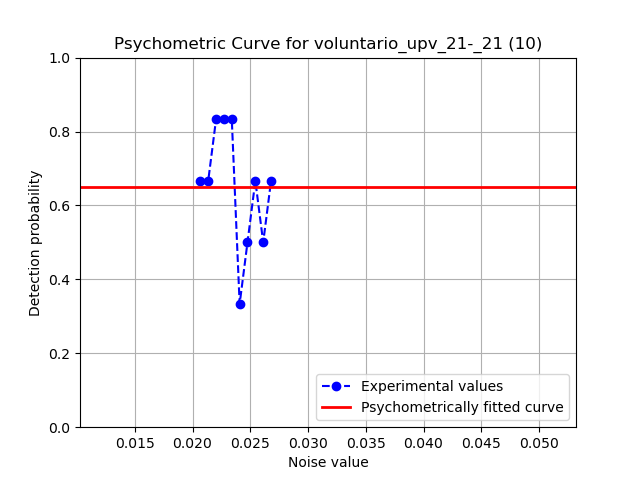 Psychometric Curve for voluntario_upv_21-_21 (10)
1.0
0.8
0.6
0.4
0.2
0.0
Detection probability
0.015 0.020 0.025 0.030 0.035 0.040 0.045 0.050
Noise value
Experimental values
Psychometrically fitted curve